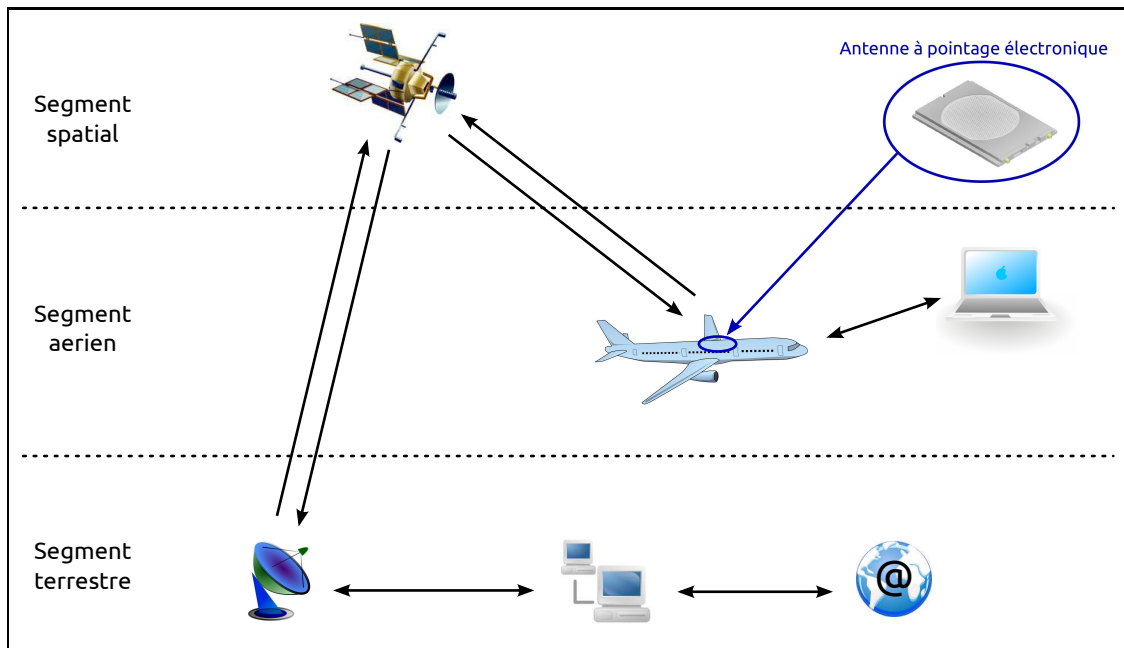 Antenne à pointage électronique
Segment
spatial
Segment
aerien
Segment
terrestre
@